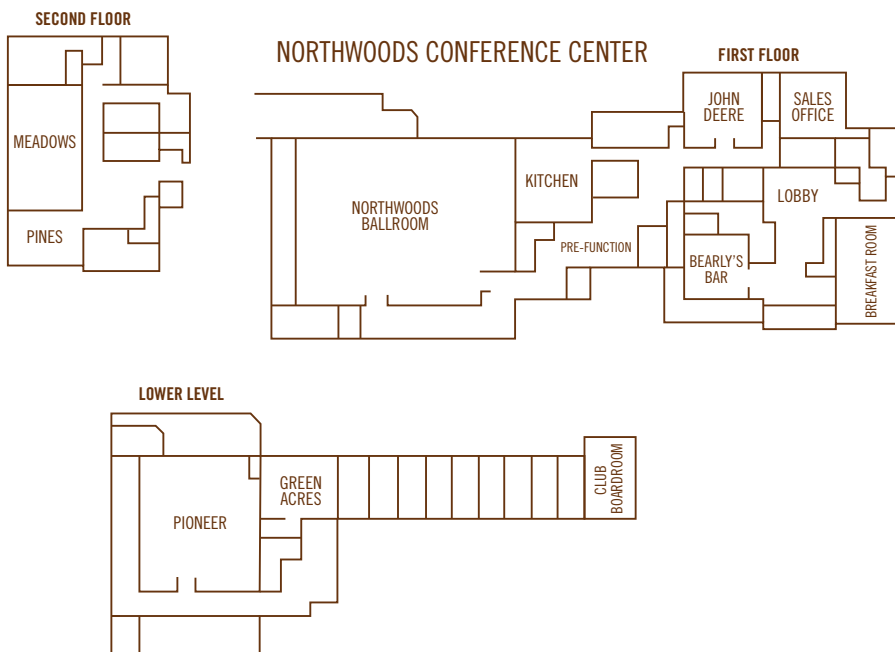 SECOND FLOOR
NORTHWOODS CONFERENCE CENTER
FIRST FLOOR
MEADOWS
PINES
JOHN
DEERE
SALES
OFFICE
KITCHEN
LOBBY
NORTHWOODS
BALLROOM
PRE-FUNCTION
BEARLY'S
BAR
BREAKFAST ROOM
LOWER LEVEL
GREEN
ACRES
CLUB
BOARDROOM
PIONEER